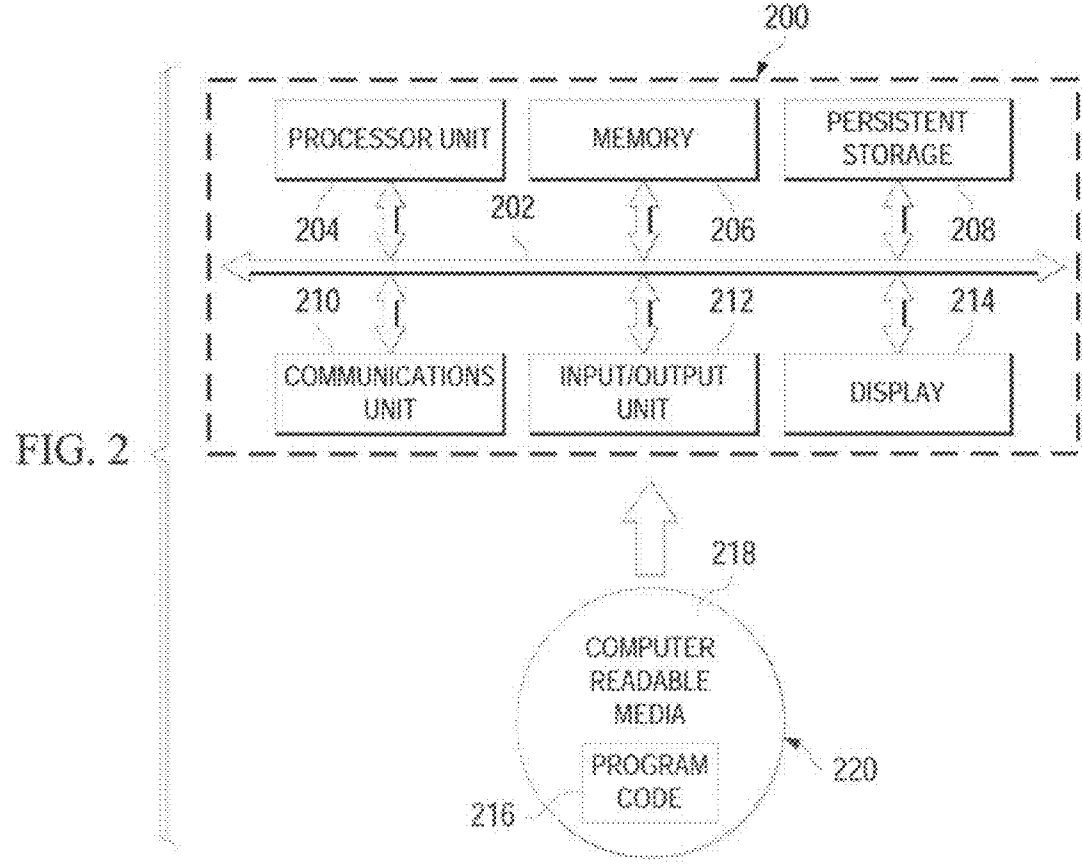 200
PROCESSOR UNIT
MEMORY
PERSISTENT
STORAGE
204
202
206
208
210
212
214
COMMUNICATIONS
UNIT
INPUT/OUTPUT
UNIT
DISPLAY
FIG. 2
218
COMPUTER
READABLE
MEDIA
PROGRAM
CODE
216
220